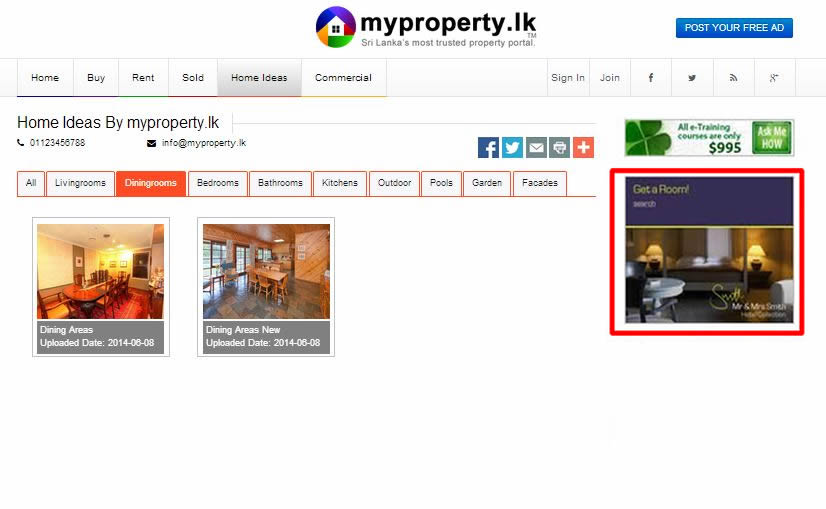 myproperty.lk
TM
Sri Lanka's most trusted property portal.
POST YOUR FREE AD
Home
Buy
Rent
Sold
Home Ideas
Commercial
Sign In
Join
Home Ideas By myproperty.lk
01123456788
info@myproperty.lk
All e-Training
courses are only
$995
Ask Me
HOW
All
Livingrooms
Diningrooms
Bedrooms
Bathrooms
Kitchens
Outdoor
Pools
Garden
Facades
Get a Room!
search
Smith
Mr & Mrs Smith
Hotel Collection
Dining Areas
Uploaded Date: 2014-06-08
Dining Areas New
Uploaded Date: 2014-06-08